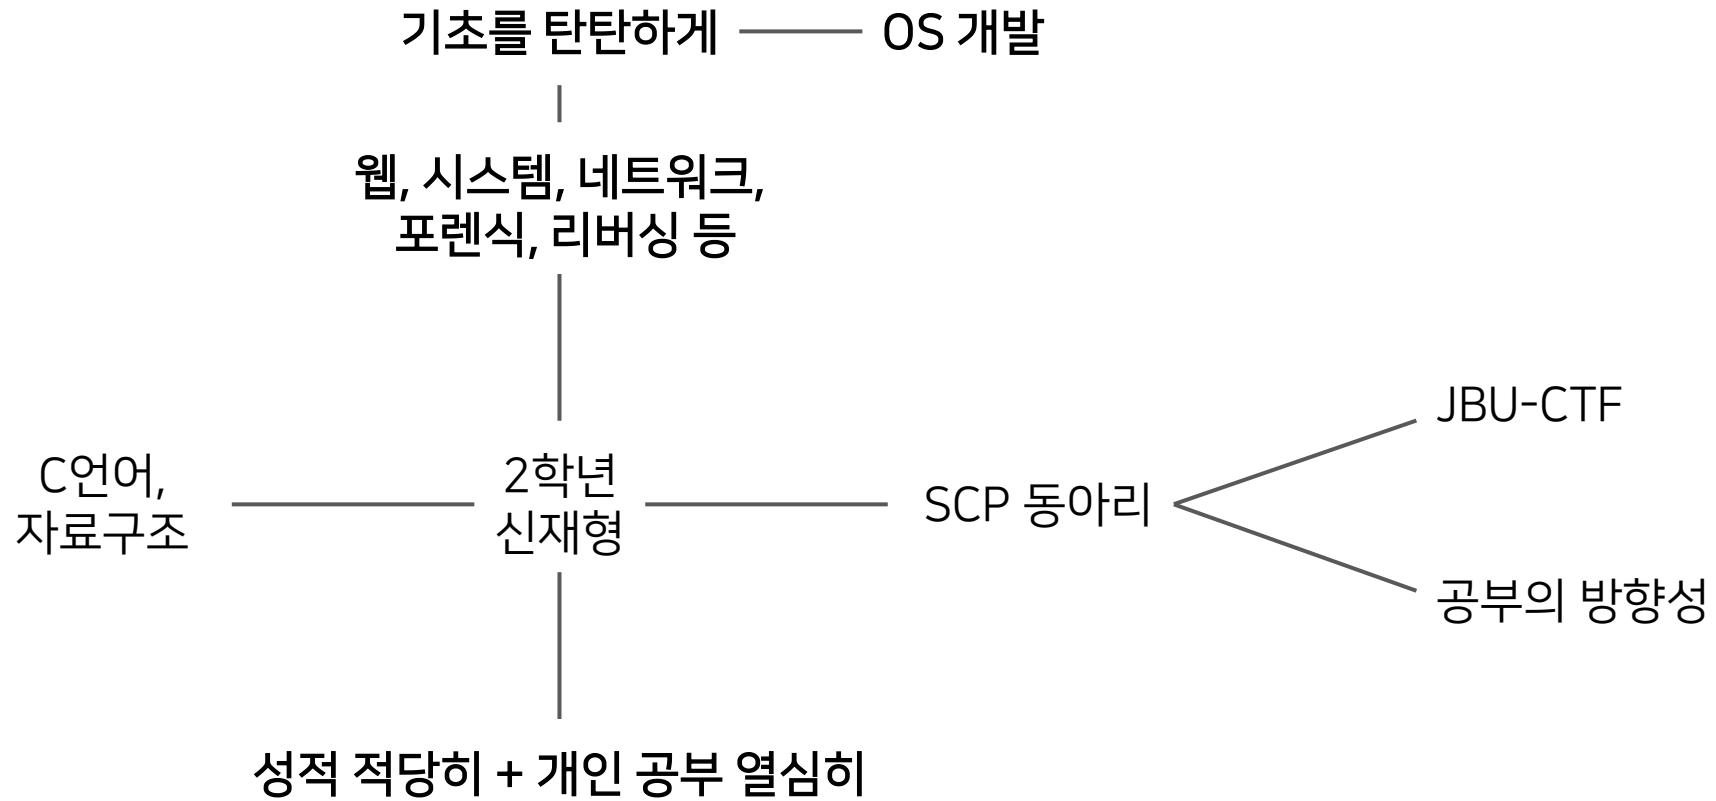 기초를 탄탄하게
OS 개발
웹, 시스템, 네트워크,
포렌식, 리버싱 등
C언어,
자료구조
2학년
신재형
SCP 동아리
JBU-CTF
공부의 방향성
성적 적당히 + 개인 공부 열심히